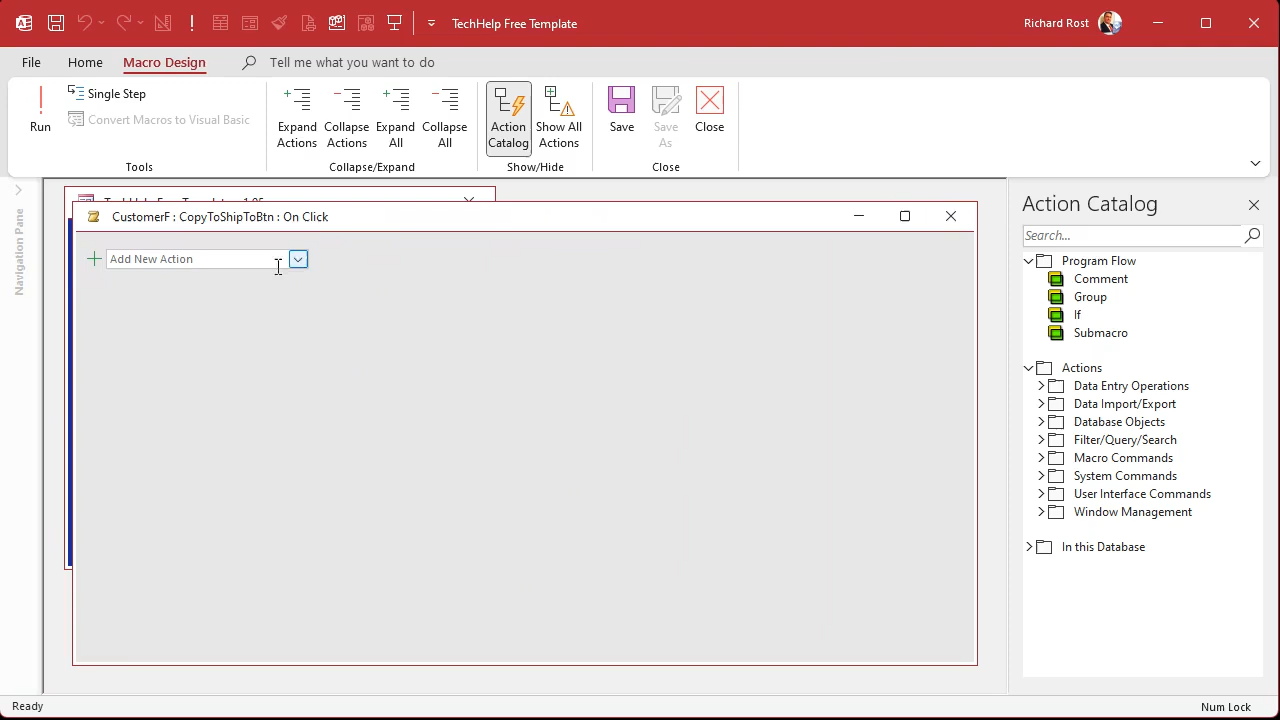 TechHelp Free Template
Richard Rost
File
Home
Macro Design
Tell me what you want to do
Run
Single Step
Convert Macros to Visual Basic
Tools
Expand Actions
Collapse Actions
Expand All
Collapse All
Collapse/Expand
Action Catalog
Show All Actions
Show/Hide
Save
Save As
Close
Close
Navigation Pane
CustomerF : CopyToShipToBtn : On Click
Add New Action
Action Catalog
Search...
Program Flow
Comment
Group
If
Submacro
Actions
Data Entry Operations
Data Import/Export
Database Objects
Filter/Query/Search
Macro Commands
System Commands
User Interface Commands
Window Management
In this Database
Ready
Num Lock